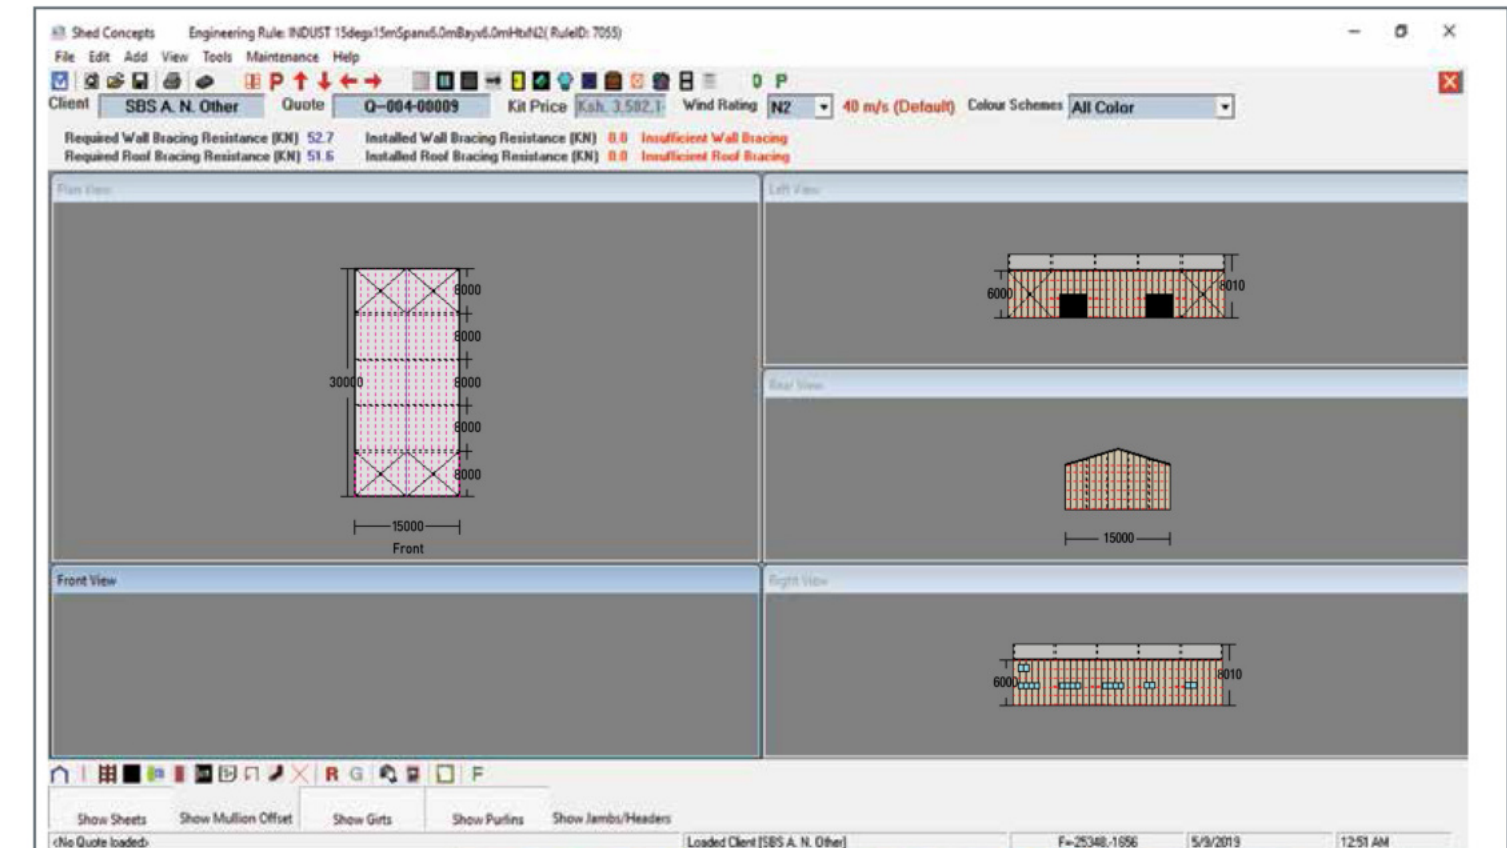 Shed Concepts Engineering Rule: INDUST 15degx15mSpanx6.0mBayx6.0mHtxN2( RuleID: 7055)
File Edit Add View Tools Maintenance Help
P D P
Client SBS A. N. Other Quote Q-004-00009 Kit Price Ksh. 3,502,1 Wind Rating N2 40 m/s (Default) Colour Schemes All Color
Required Wall Bracing Resistance (KN) 52.7 Installed Wall Bracing Resistance (KN) 0.0 Insufficient Wall Bracing
Required Roof Bracing Resistance (KN) 51.6 Installed Roof Bracing Resistance (KN) 0.0 Insufficient Roof Bracing
Plan View
6000
6000
30000
6000
6000
6000
15000
Front
Left View
6000
8010
Rear View
15000
Front View
Right View
6000
8010
R G F
Show Sheets Show Mullion Offset Show Girts Show Purlins Show Jambs/Headers
<No Quote loaded> Loaded Client [SBS A. N. Other] F=-25348,-1656 5/9/2019 12:51 AM